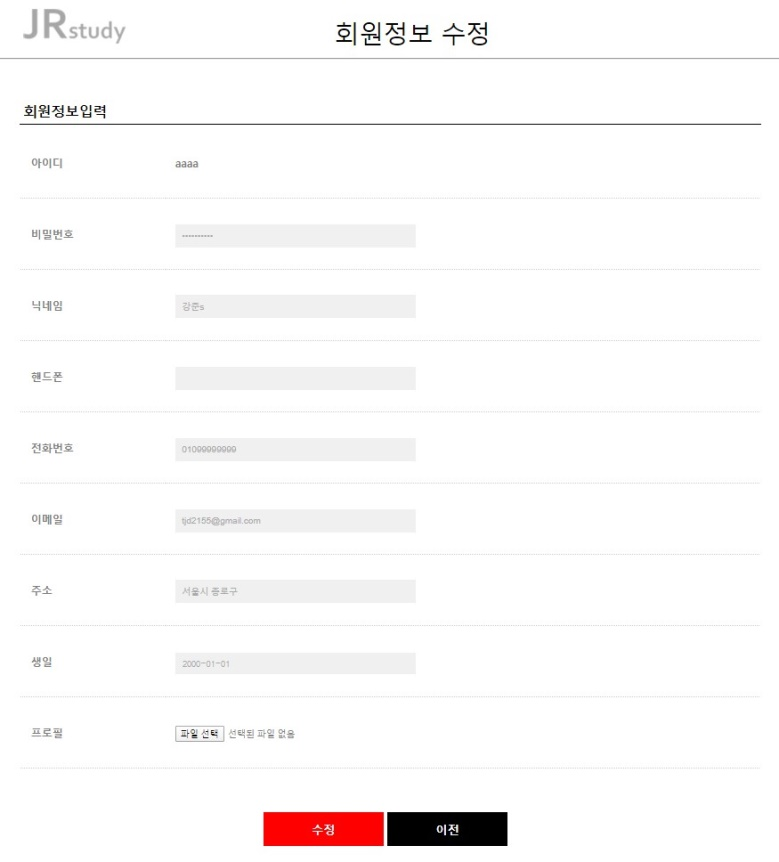 JRstudy
회원정보 수정
회원정보입력
아이디 aaaa
비밀번호 ----------
닉네임 강준s
핸드폰
전화번호 01099999999
이메일 tjd2155@gmail.com
주소 서울시 종로구
생일 2000-01-01
프로필 파일 선택 선택된 파일 없음
수정 이전